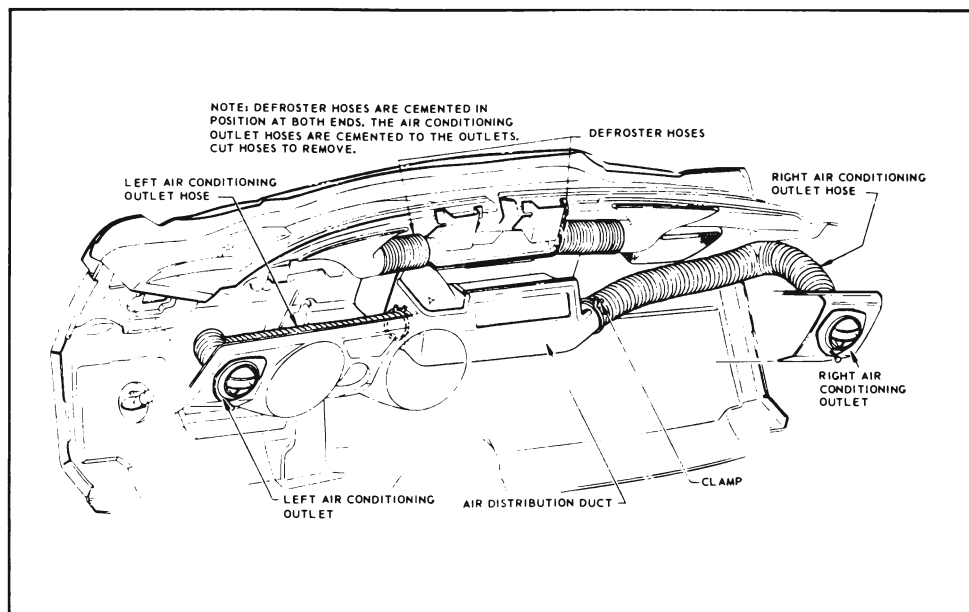 NOTE: DEFROSTER HOSES ARE CEMENTED IN
POSITION AT BOTH ENDS. THE AIR CONDITIONING
OUTLET HOSES ARE CEMENTED TO THE OUTLETS.
CUT HOSES TO REMOVE.
DEFROSTER HOSES
LEFT AIR CONDITIONING
OUTLET HOSE
RIGHT AIR CONDITIONING
OUTLET HOSE
RIGHT AIR
CONDITIONING
OUTLET
CLAMP
LEFT AIR CONDITIONING
OUTLET
AIR DISTRIBUTION DUCT